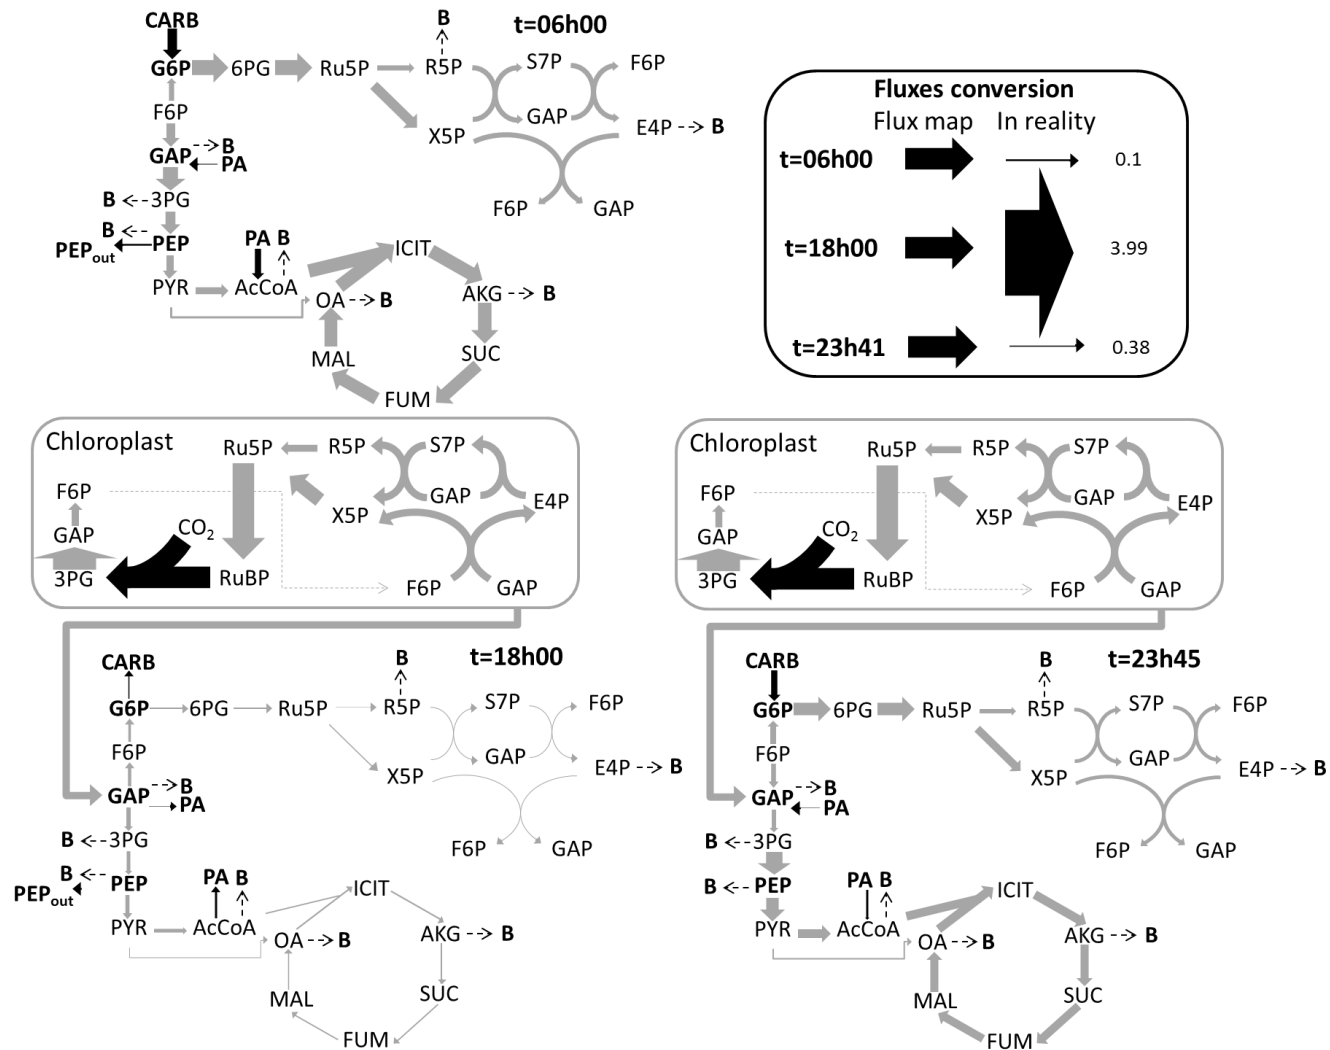 CARB
B
t=06h00
G6P
6PG
Ru5P
R5P
S7P
F6P
F6P
GAP
X5P
E4P
B
GAP
B
PA
B
3PG
F6P
GAP
B
PEP
PEPout
PA
B
ICIT
PYR
AcCoA
OA
B
AKG
B
MAL
SUC
FUM
Fluxes conversion
Flux map
In reality
t=06h00
0.1
t=18h00
3.99
t=23h41
0.38
Chloroplast
Ru5P
R5P
S7P
F6P
X5P
GAP
E4P
GAP
CO2
3PG
RuBP
F6P
GAP
Chloroplast
Ru5P
R5P
S7P
F6P
X5P
GAP
E4P
GAP
CO2
3PG
RuBP
F6P
GAP
CARB
B
t=18h00
G6P
6PG
Ru5P
R5P
S7P
F6P
F6P
X5P
GAP
E4P
B
GAP
B
PA
B
3PG
F6P
GAP
B
PEP
PEPout
PA
B
ICIT
PYR
AcCoA
OA
B
AKG
B
MAL
SUC
FUM
CARB
B
t=23h45
G6P
6PG
Ru5P
R5P
S7P
F6P
F6P
X5P
GAP
E4P
B
GAP
B
PA
B
3PG
F6P
GAP
B
PEP
PA
B
ICIT
PYR
AcCoA
OA
B
AKG
B
MAL
SUC
FUM